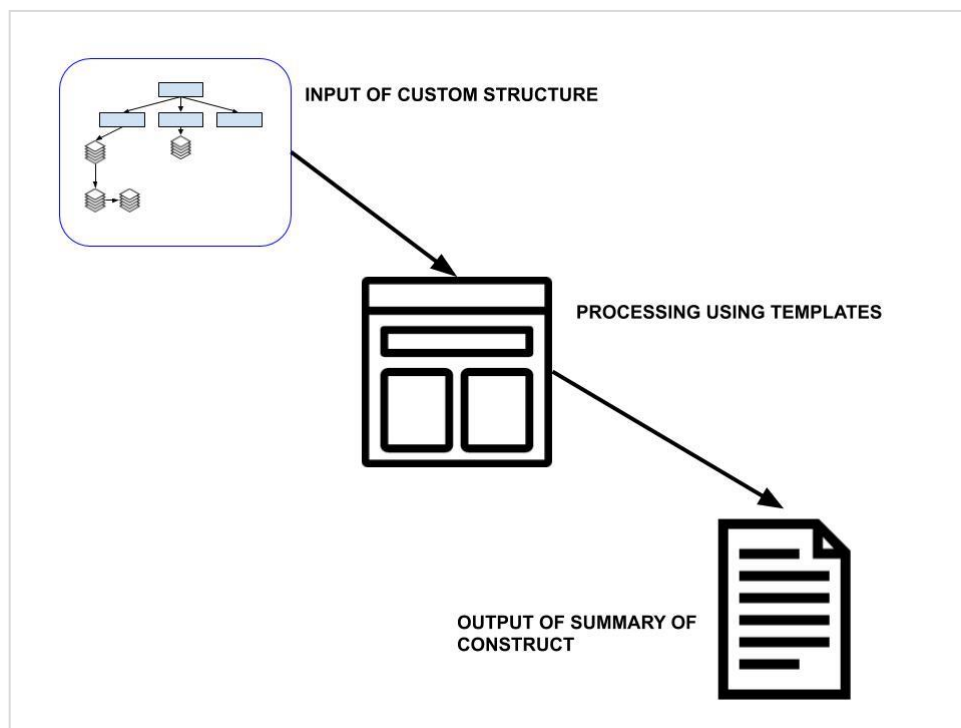 INPUT OF CUSTOM STRUCTURE
PROCESSING USING TEMPLATES
OUTPUT OF SUMMARY OF
CONSTRUCT